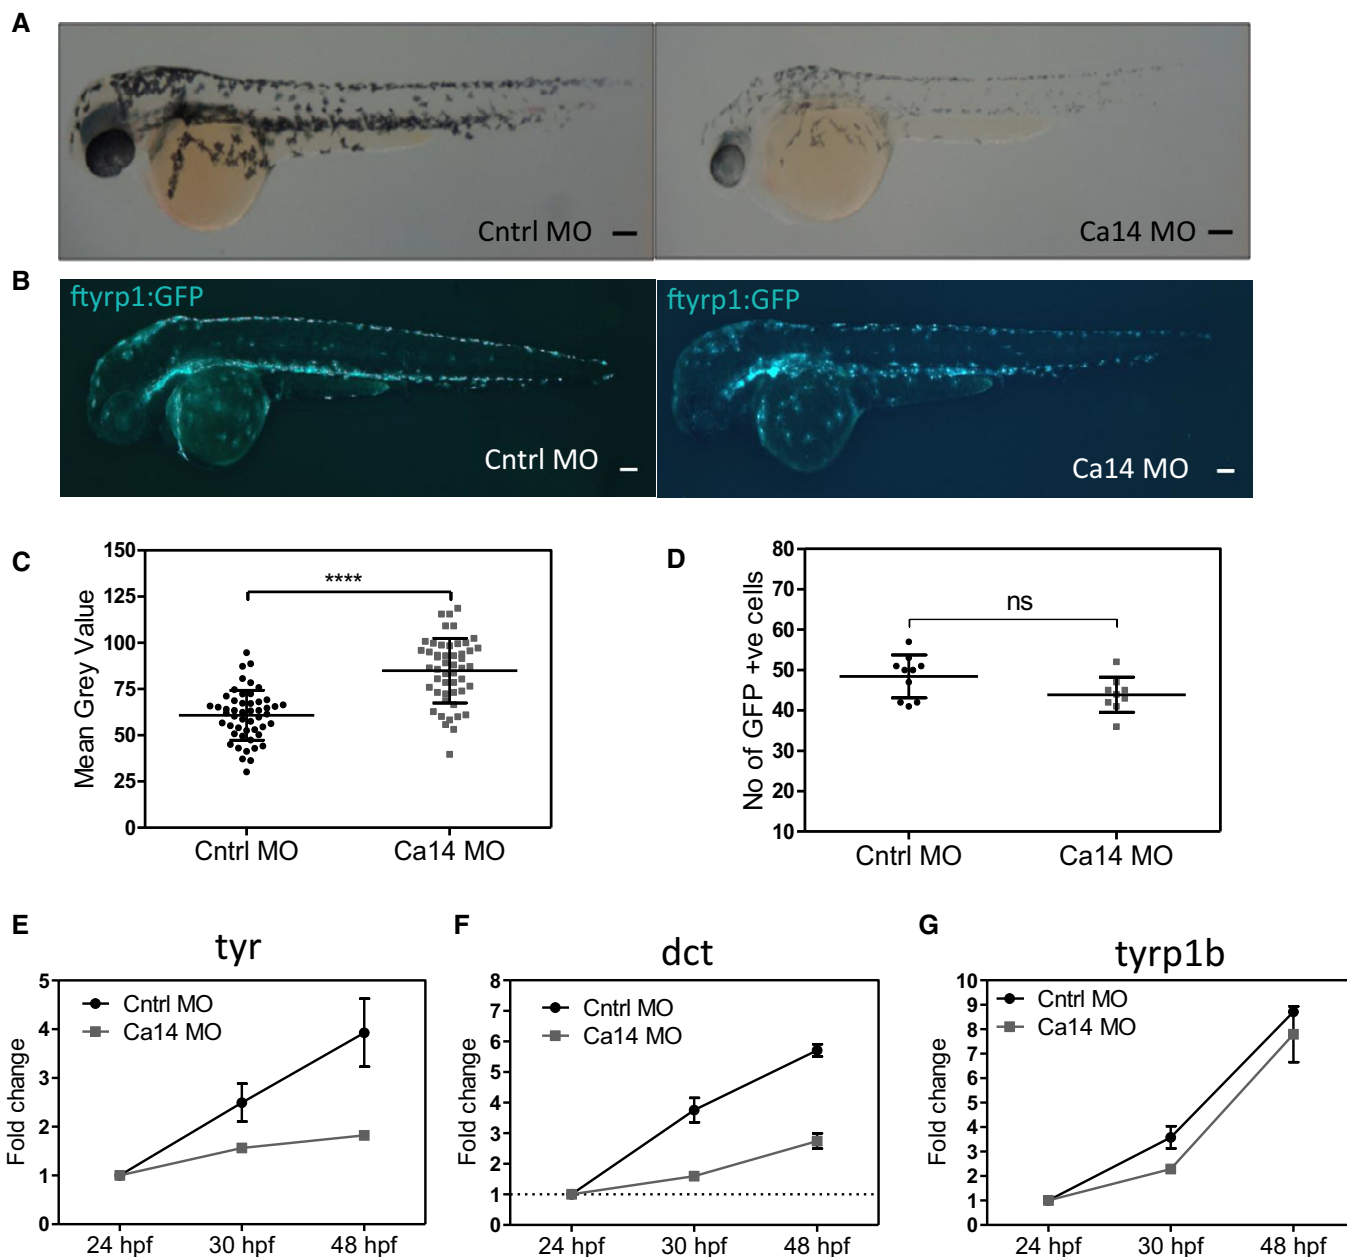 A
Cntrl MO
Ca14 MO
B
ftyrp1:GFP
ftyrp1:GFP
Cntrl MO
Ca14 MO
C
Mean Grey Value
150
125
100
75
50
25
0
****
Cntrl MO
Ca14 MO
D
No of GFP +ve cells
80
70
60
50
40
30
20
10
ns
Cntrl MO
Ca14 MO
E
tyr
Fold change
5
4
3
2
1
0
Cntrl MO
Ca14 MO
24 hpf
30 hpf
48 hpf
F
dct
Fold change
8
7
6
5
4
3
2
1
0
Cntrl MO
Ca14 MO
24 hpf
30 hpf
48 hpf
G
tyrp1b
Fold change
10
9
8
7
6
5
4
3
2
1
0
Cntrl MO
Ca14 MO
24 hpf
30 hpf
48 hpf